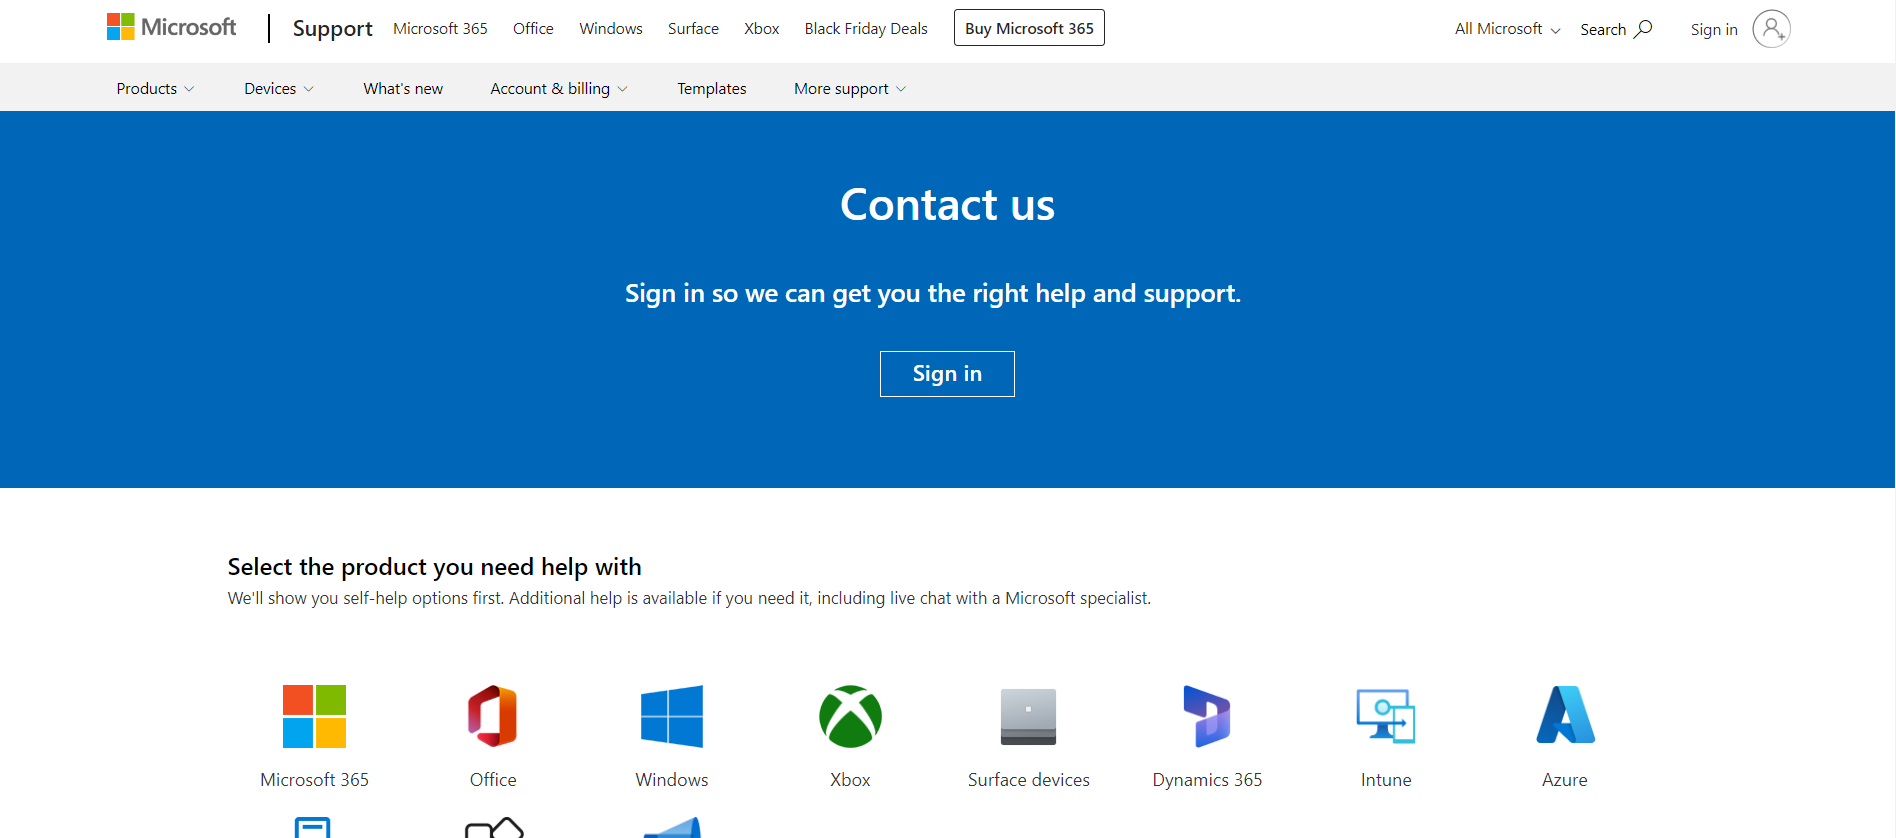 Microsoft Support Microsoft 365 Office Windows Surface Xbox Black Friday Deals Buy Microsoft 365 All Microsoft Search Sign in
Products Devices What's new Account & billing Templates More support
Contact us
Sign in so we can get you the right help and support.
Sign in
Select the product you need help with
We'll show you self-help options first. Additional help is available if you need it, including live chat with a Microsoft specialist.
Microsoft 365 Office Windows Xbox Surface devices Dynamics 365 Intune Azure